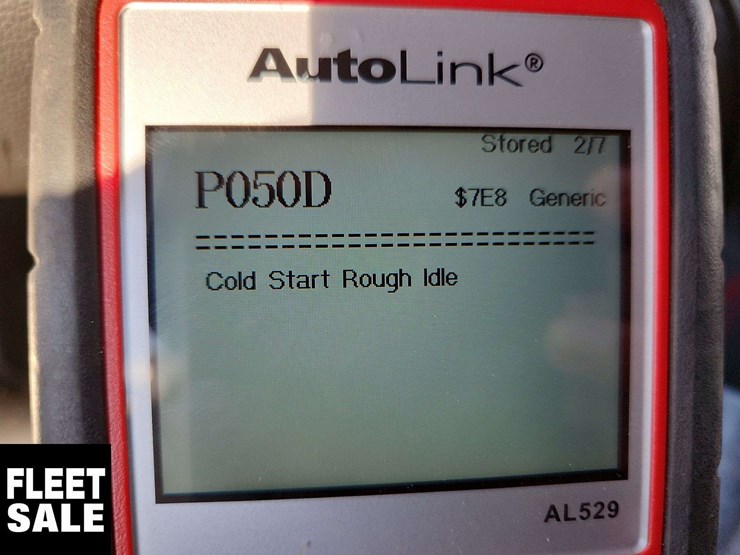 AutoLink®
Stored 2/7
P050D
$7E8 Generic
========================
Cold Start Rough Idle
AL529
FLEET
SALE